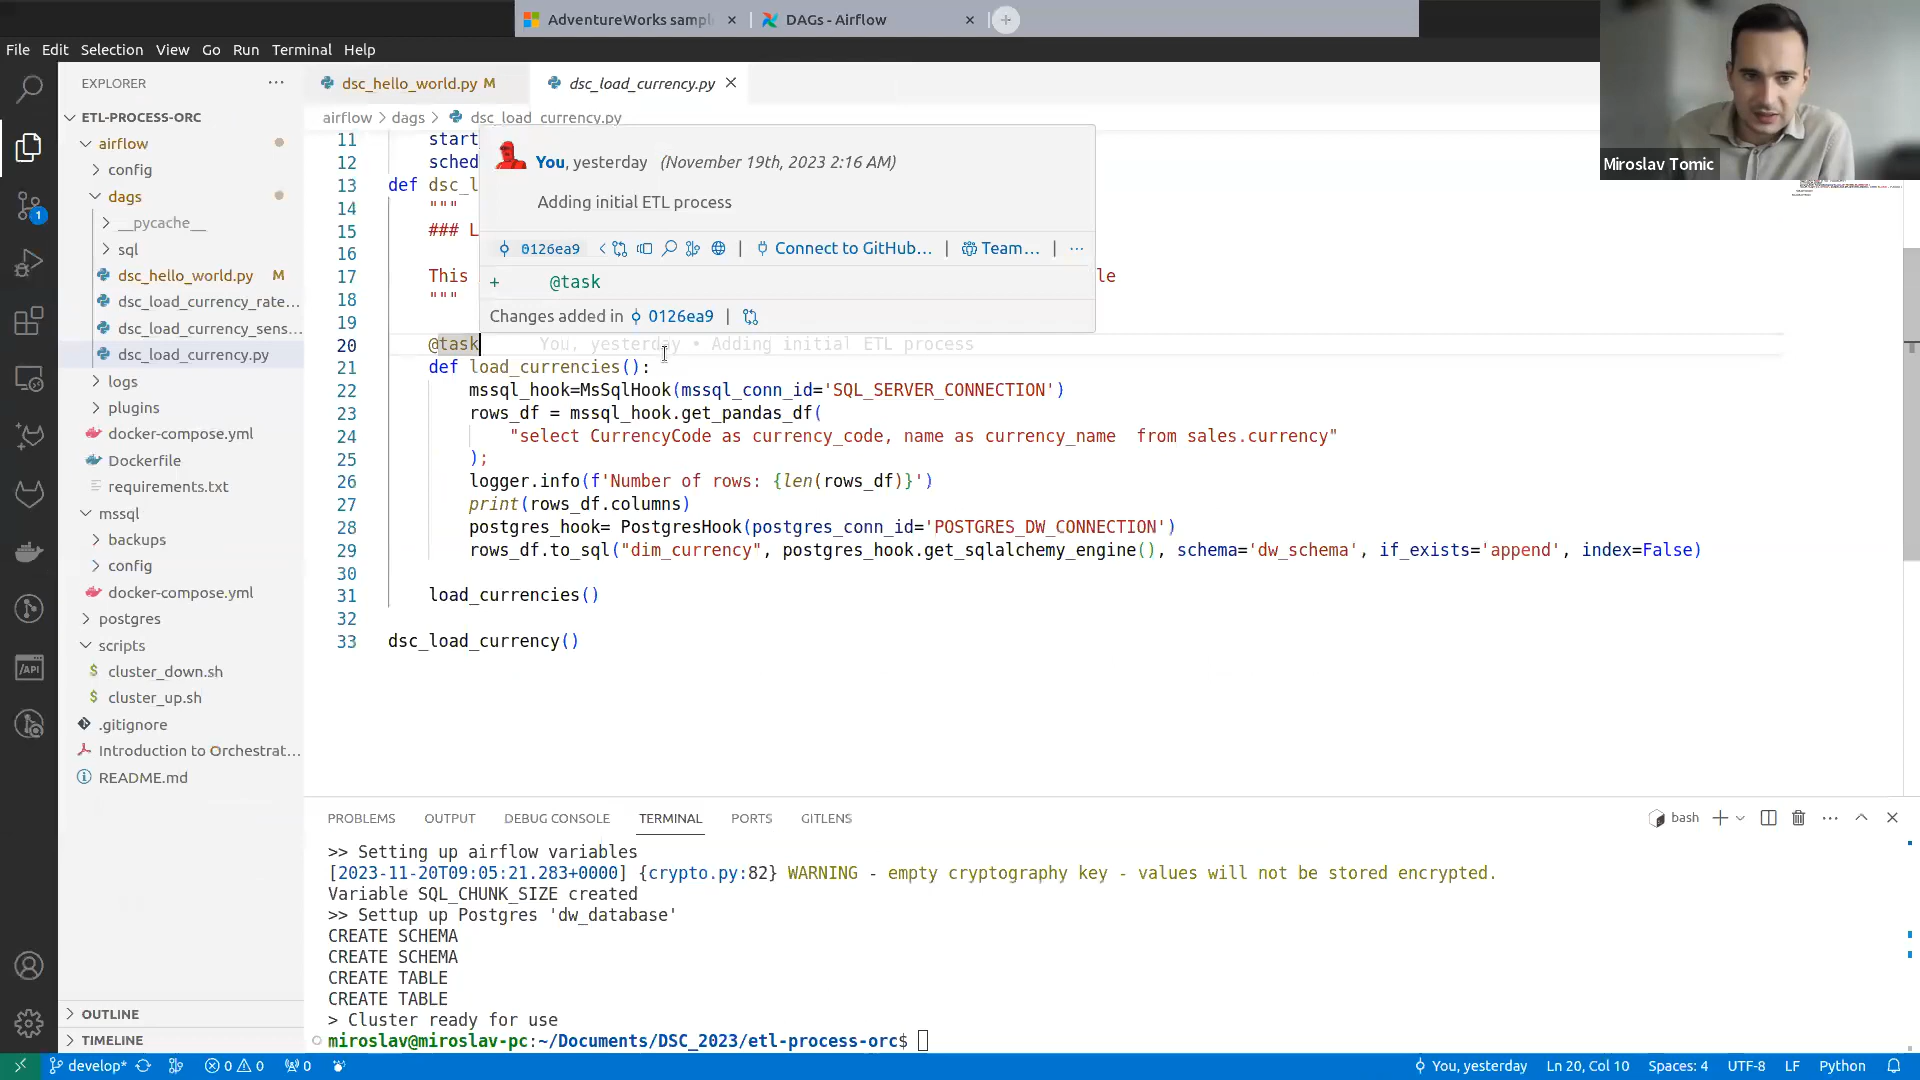 AdventureWorks sampl
DAGs - Airflow
File Edit Selection View Go Run Terminal Help
Miroslav Tomic
EXPLORER
ETL-PROCESS-ORC
airflow
config
dags
__pycache__
sql
dsc_hello_world.py M
dsc_load_currency_rate...
dsc_load_currency_sens...
dsc_load_currency.py
logs
plugins
docker-compose.yml
Dockerfile
requirements.txt
mssql
backups
config
docker-compose.yml
postgres
scripts
cluster_down.sh
cluster_up.sh
.gitignore
Introduction to Orchestrat...
README.md
OUTLINE
TIMELINE
1
/API
dsc_hello_world.py M
dsc_load_currency.py
airflow > dags > dsc_load_currency.py
You, yesterday (November 19th, 2023 2:16 AM)
Adding initial ETL process
0126ea9 | Connect to GitHub... | Team... | ...
+ @task
Changes added in 0126ea9 |
11 start
12 sched
13 def dsc_l
14 """
15 ### L
16
17 This le
18 """
19
20 @task You, yesterday • Adding initial ETL process
21 def load_currencies():
22 mssql_hook=MsSqlHook(mssql_conn_id='SQL_SERVER_CONNECTION')
23 rows_df = mssql_hook.get_pandas_df(
24 "select CurrencyCode as currency_code, name as currency_name  from sales.currency"
25 );
26 logger.info(f'Number of rows: {len(rows_df)}')
27 print(rows_df.columns)
28 postgres_hook= PostgresHook(postgres_conn_id='POSTGRES_DW_CONNECTION')
29 rows_df.to_sql("dim_currency", postgres_hook.get_sqlalchemy_engine(), schema='dw_schema', if_exists='append', index=False)
30
31 load_currencies()
32
33 dsc_load_currency()
PROBLEMS OUTPUT DEBUG CONSOLE TERMINAL PORTS GITLENS
bash
>> Setting up airflow variables
[2023-11-20T09:05:21.283+0000] {crypto.py:82} WARNING - empty cryptography key - values will not be stored encrypted.
Variable SQL_CHUNK_SIZE created
>> Settup up Postgres 'dw_database'
CREATE SCHEMA
CREATE SCHEMA
CREATE TABLE
CREATE TABLE
> Cluster ready for use
miroslav@miroslav-pc:~/Documents/DSC_2023/etl-process-orc$
develop* 0 0 0 You, yesterday Ln 20, Col 10 Spaces: 4 UTF-8 LF Python